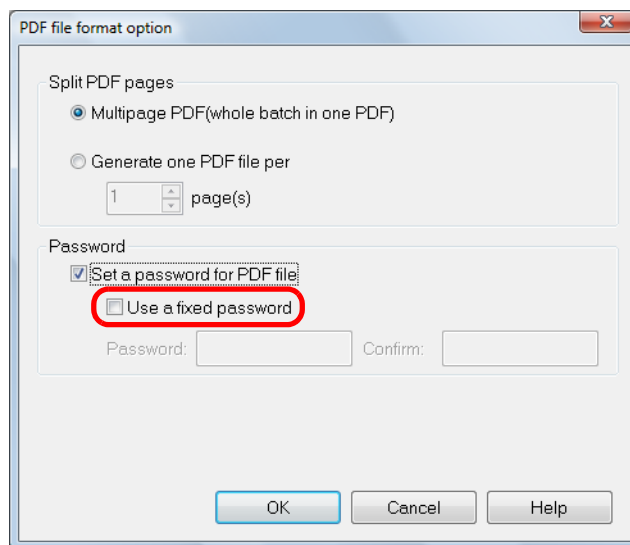 PDF file format option
Split PDF pages
Multipage PDF(whole batch in one PDF)
Generate one PDF file per
1 page(s)
Password
Set a password for PDF file
Use a fixed password
Password: Confirm:
OK Cancel Help